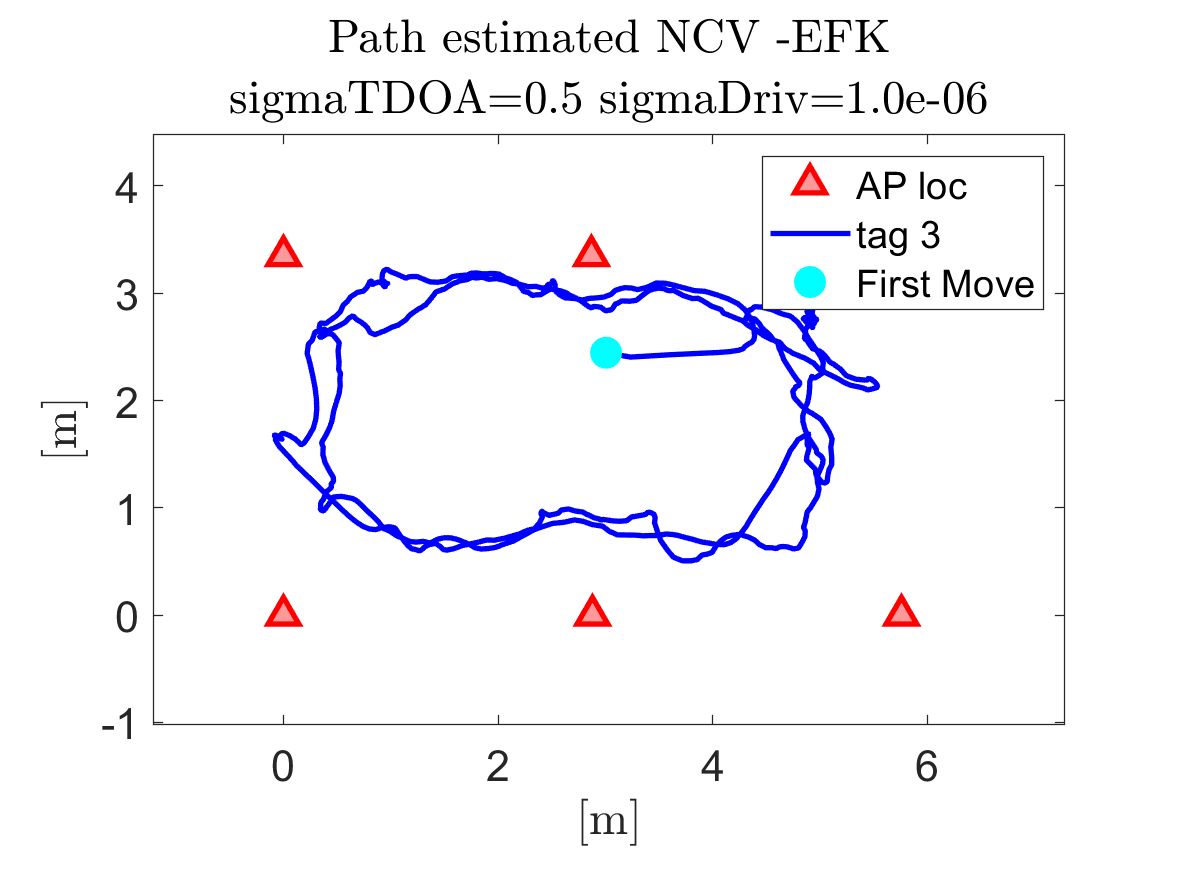 Path estimated NCV -EFK
sigmaTDOA=0.5 sigmaDriv=1.0e-06
AP loc
tag 3
First Move
4
3
2
1
0
-1
[m]
0 2 4 6
[m]